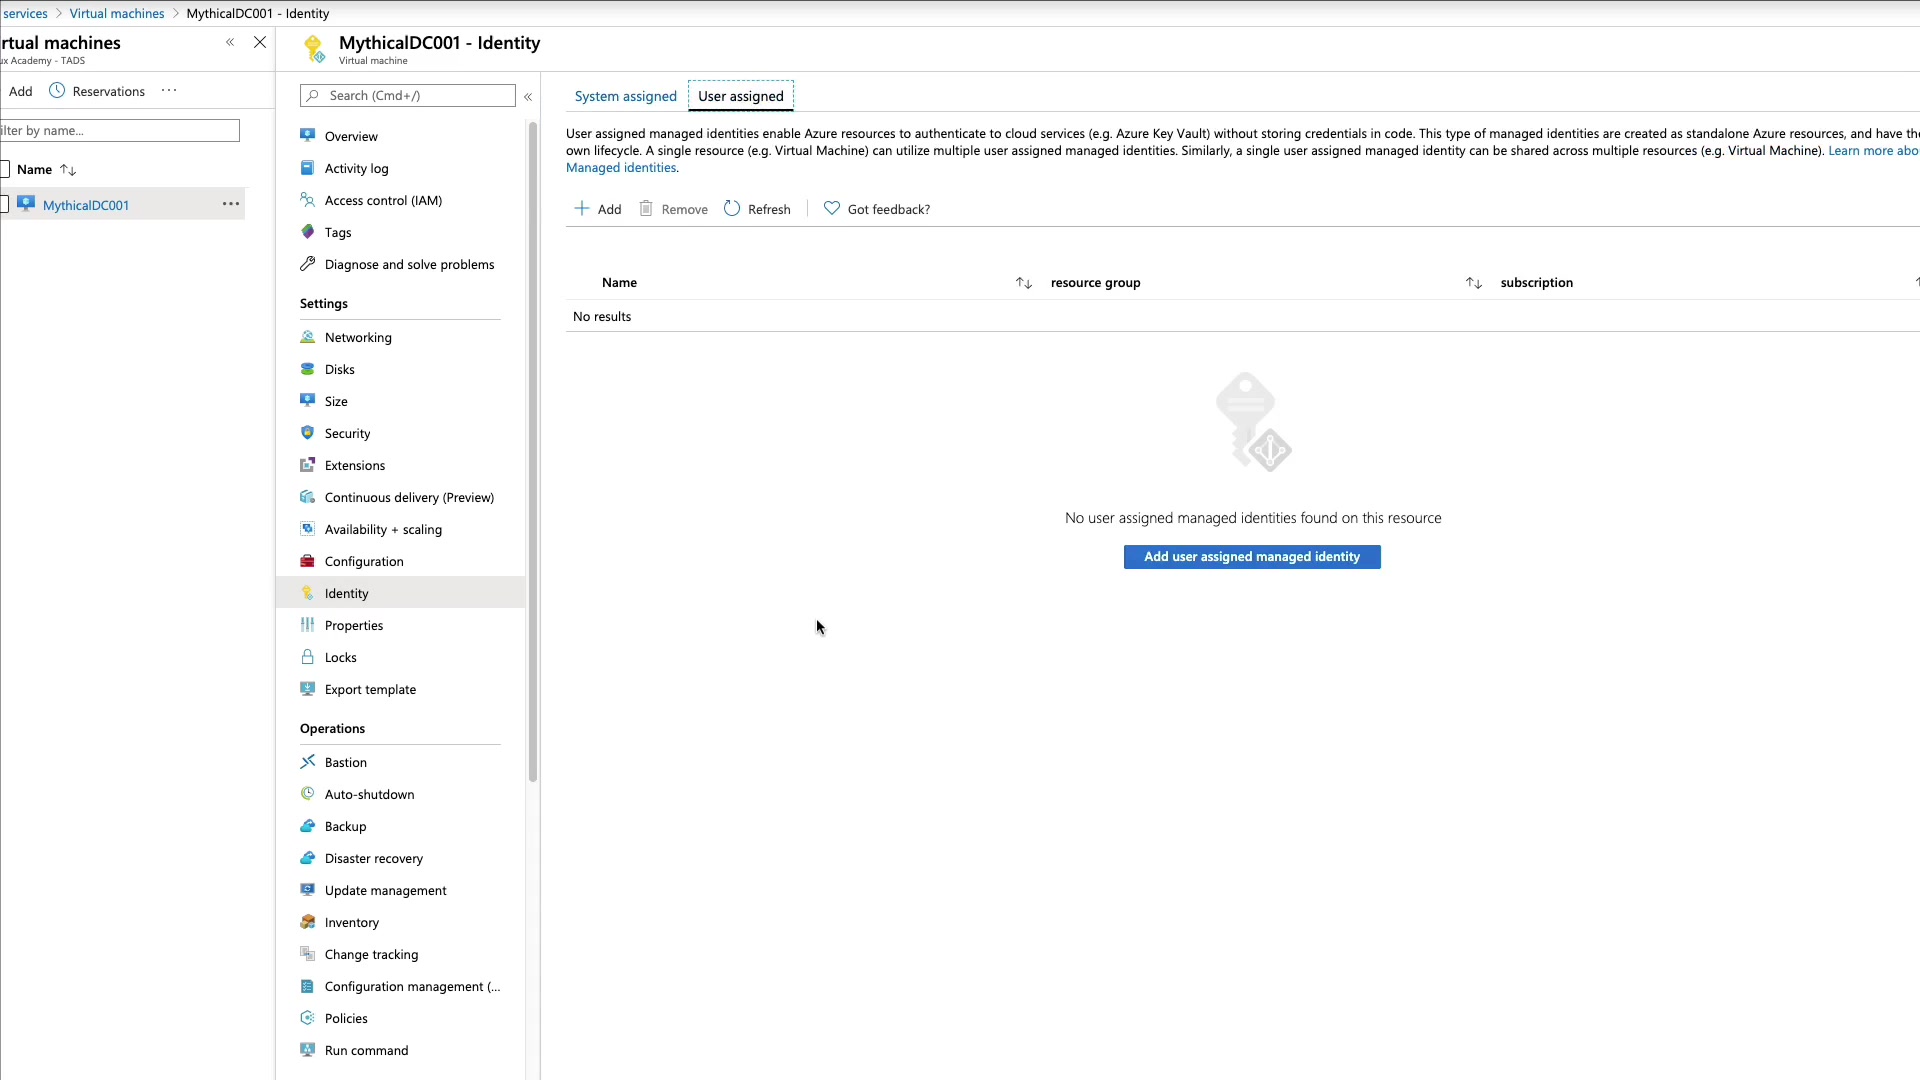 services > Virtual machines > MythicalDC001 - Identity
rtual machines
ux Academy - TADS
Add Reservations ...
ilter by name...
Name
MythicalDC001 ...
MythicalDC001 - Identity
Virtual machine
Search (Cmd+/)
Overview
Activity log
Access control (IAM)
Tags
Diagnose and solve problems
Settings
Networking
Disks
Size
Security
Extensions
Continuous delivery (Preview)
Availability + scaling
Configuration
Identity
Properties
Locks
Export template
Operations
Bastion
Auto-shutdown
Backup
Disaster recovery
Update management
Inventory
Change tracking
Configuration management (...
Policies
Run command
System assigned User assigned
User assigned managed identities enable Azure resources to authenticate to cloud services (e.g. Azure Key Vault) without storing credentials in code. This type of managed identities are created as standalone Azure resources, and have the
own lifecycle. A single resource (e.g. Virtual Machine) can utilize multiple user assigned managed identities. Similarly, a single user assigned managed identity can be shared across multiple resources (e.g. Virtual Machine). Learn more abo
Managed identities.
Add Remove Refresh Got feedback?
Name resource group subscription
No results
No user assigned managed identities found on this resource
Add user assigned managed identity